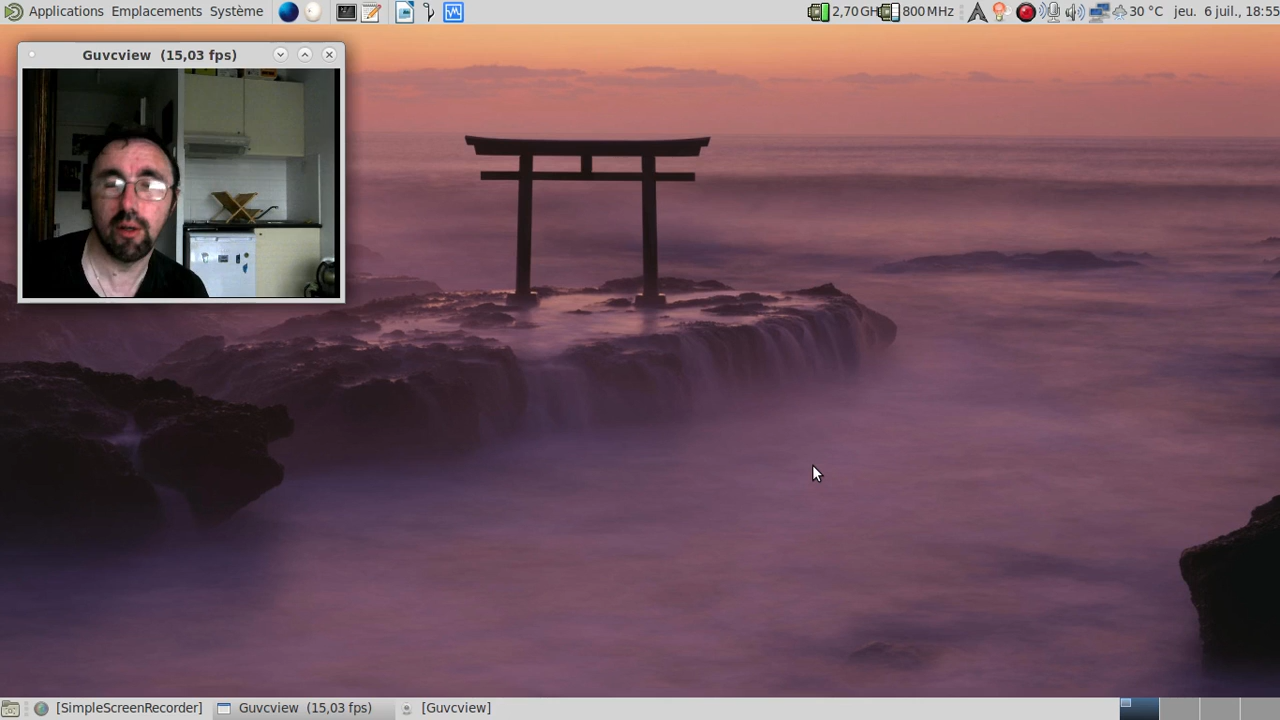 Applications Emplacements Système 2,70 GH 800 MHz 30 °C jeu. 6 juil., 18:55
Guvcview (15,03 fps)
[SimpleScreenRecorder] Guvcview (15,03 fps) [Guvcview]